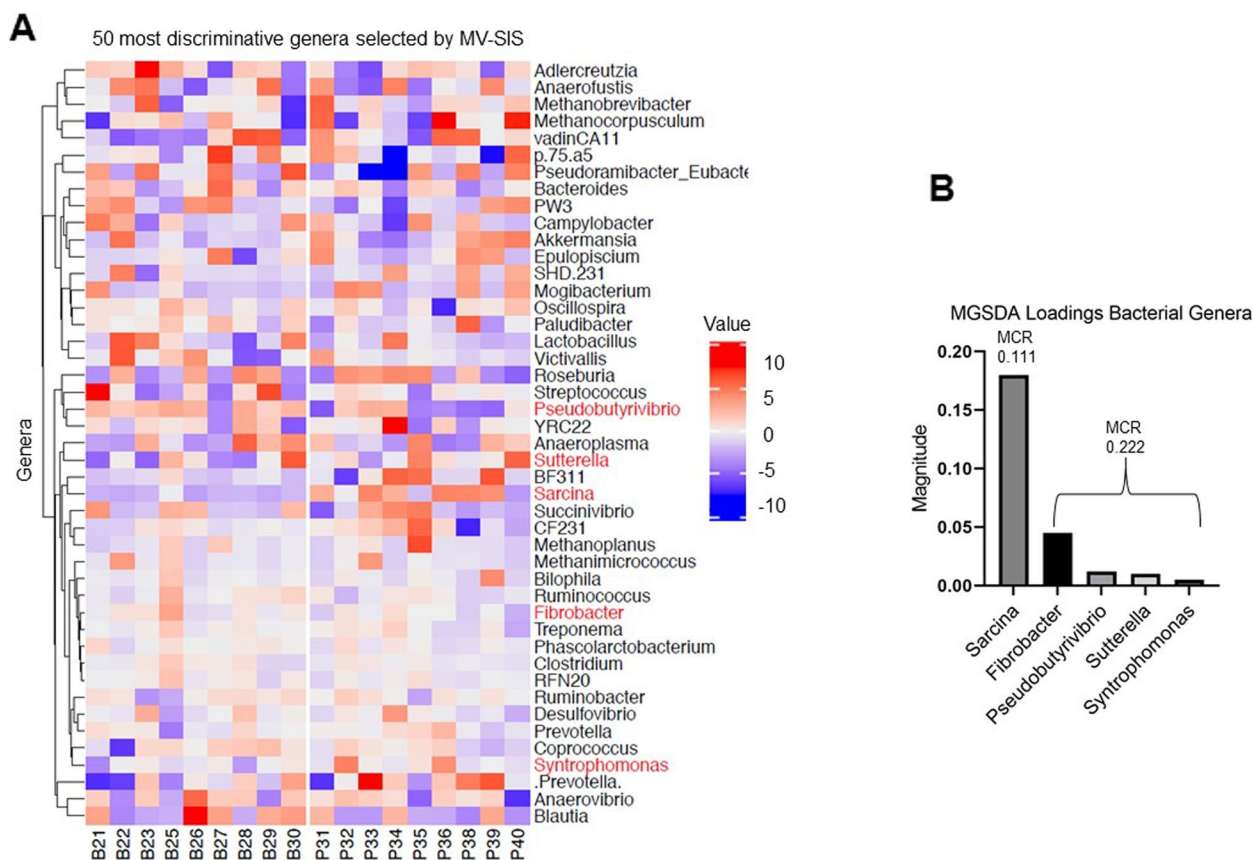 A
50 most discriminative genera selected by MV-SIS
Adlercreutzia
Anaerofustis
Methanobrevibacter
Methanocorpusculum
vadinCA11
p.75.a5
Pseudoramibacter_Eubacte
Bacteroides
PW3
Campylobacter
Akkermansia
Epulopiscium
SHD.231
Mogibacterium
Oscillospira
Paludibacter
Lactobacillus
Victivallis
Roseburia
Streptococcus
Pseudobutyrivibrio
YRC22
Anaeroplasma
Sutterella
BF311
Sarcina
Succinivibrio
CF231
Methanoplanus
Methanimicrococcus
Bilophila
Ruminococcus
Fibrobacter
Treponema
Phascolarctobacterium
Clostridium
RFN20
Ruminobacter
Desulfovibrio
Prevotella
Coprococcus
Syntrophomonas
.Prevotella.
Anaerovibrio
Blautia
Genera
B21 B22 B23 B25 B26 B27 B28 B29 B30 P31 P32 P33 P34 P35 P36 P38 P39 P40
Value
10
5
0
-5
-10
B
MGSDA Loadings Bacterial Genera
MCR
0.111
MCR
0.222
Magnitude
0.20
0.15
0.10
0.05
0.00
Sarcina
Fibrobacter
Pseudobutyrivibrio
Sutterella
Syntrophomonas